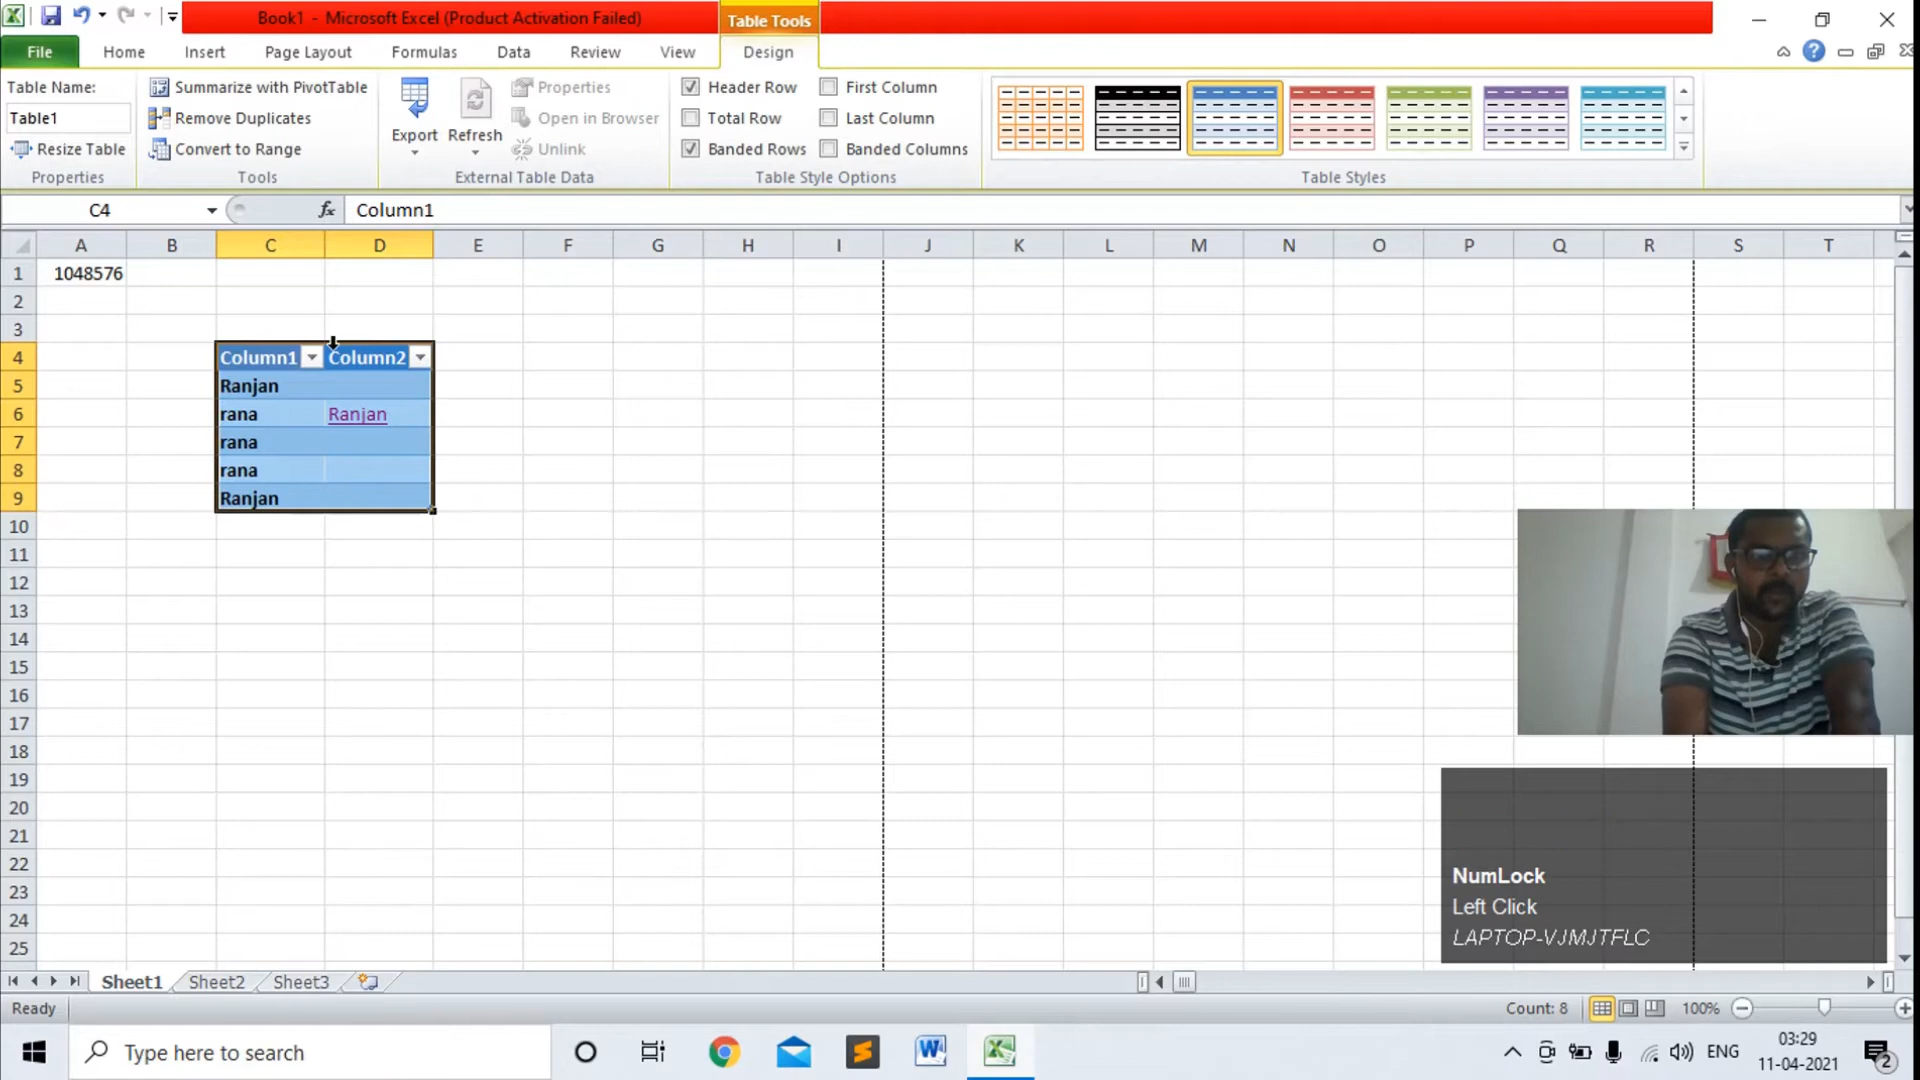 Book1 - Microsoft Excel (Product Activation Failed)
Table Tools
File Home Insert Page Layout Formulas Data Review View Design
Table Name:
Table1
Resize Table
Properties
Summarize with PivotTable
Remove Duplicates
Convert to Range
Tools
Export
Refresh
Properties
Open in Browser
Unlink
External Table Data
Header Row
Total Row
Banded Rows
First Column
Last Column
Banded Columns
Table Style Options
Table Styles
C4
fx
Column1
A B C D E F G H I J K L M N O P Q R S T
1 1048576
2
3
4 Column1 Column2
5 Ranjan
6 rana Ranjan
7 rana
8 rana
9 Ranjan
10
11
12
13
14
15
16
17
18
19
20
21
22
23
24
25
NumLock
Left Click
LAPTOP-VJMJTFLC
Sheet1 Sheet2 Sheet3
Ready
Count: 8
100%
Type here to search
ENG
03:29
11-04-2021
2